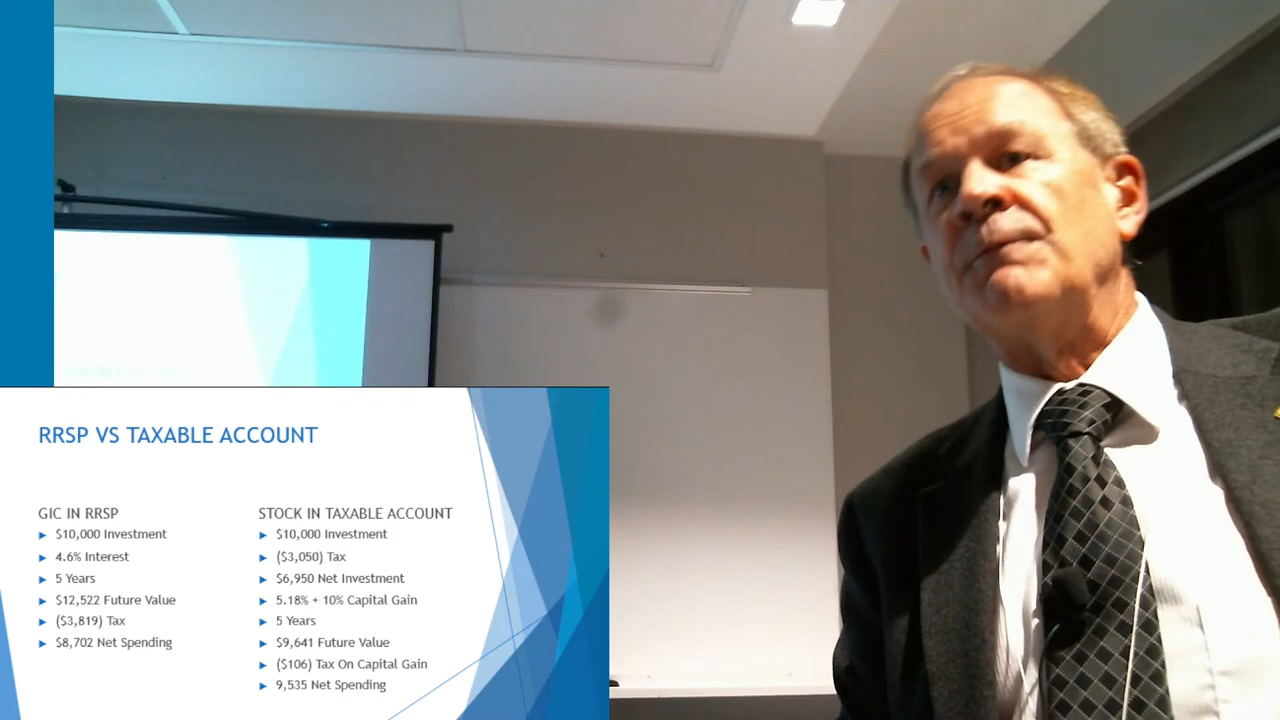 RRSP VS TAXABLE ACCOUNT
GIC IN RRSP
$10,000 Investment
4.6% Interest
5 Years
$12,522 Future Value
($3,819) Tax
$8,702 Net Spending
STOCK IN TAXABLE ACCOUNT
$10,000 Investment
($3,050) Tax
$6,950 Net Investment
5.18% + 10% Capital Gain
5 Years
$9,641 Future Value
($106) Tax On Capital Gain
9,535 Net Spending